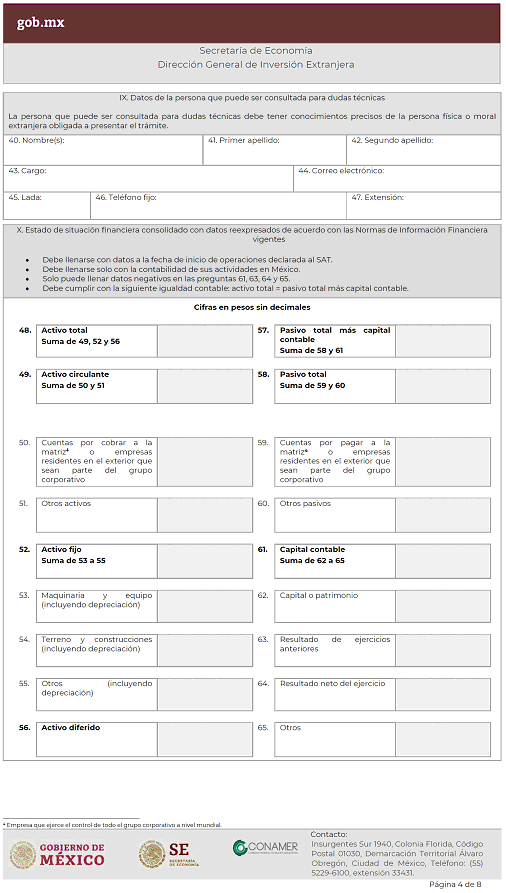 gob.mx
Secretaría de Economía
Dirección General de Inversión Extranjera
IX. Datos de la persona que puede ser consultada para dudas técnicas
La persona que puede ser consultada para dudas técnicas debe tener conocimientos precisos de la persona física o moral
extranjera obligada a presentar el trámite.
40. Nombre(s):
41. Primer apellido:
42. Segundo apellido:
43. Cargo:
44. Correo electrónico:
45. Lada:
46. Teléfono fijo:
47. Extensión:
X. Estado de situación financiera consolidado con datos reexpresados de acuerdo con las Normas de Información Financiera
vigentes
• Debe llenarse con datos a la fecha de inicio de operaciones declarada al SAT.
• Debe llenarse solo con la contabilidad de sus actividades en México.
• Solo puede llenar datos negativos en las preguntas 61, 63, 64 y 65.
• Debe cumplir con la siguiente igualdad contable: activo total = pasivo total más capital contable.
Cifras en pesos sin decimales
48. Activo total
Suma de 49, 52 y 56
57. Pasivo total más capital
contable
Suma de 58 y 61
49. Activo circulante
Suma de 50 y 51
58. Pasivo total
Suma de 59 y 60
50. Cuentas por cobrar a la
matriz⁴ o empresas
residentes en el exterior que
sean parte del grupo
corporativo
59. Cuentas por pagar a la
matriz⁴ o empresas
residentes en el exterior que
sean parte del grupo
corporativo
51. Otros activos
60. Otros pasivos
52. Activo fijo
Suma de 53 a 55
61. Capital contable
Suma de 62 a 65
53. Maquinaria y equipo
(incluyendo depreciación)
62. Capital o patrimonio
54. Terreno y construcciones
(incluyendo depreciación)
63. Resultado de ejercicios
anteriores
55. Otros (incluyendo
depreciación)
64. Resultado neto del ejercicio
56. Activo diferido
65. Otros
⁴ Empresa que ejerce el control de todo el grupo corporativo a nivel mundial.
GOBIERNO DE
MÉXICO
SE
SECRETARÍA
DE ECONOMÍA
CONAMER
Contacto:
Insurgentes Sur 1940, Colonia Florida, Código
Postal 01030, Demarcación Territorial Álvaro
Obregón, Ciudad de México, Teléfono: (55)
5229-6100, extensión 33431.
Página 4 de 8